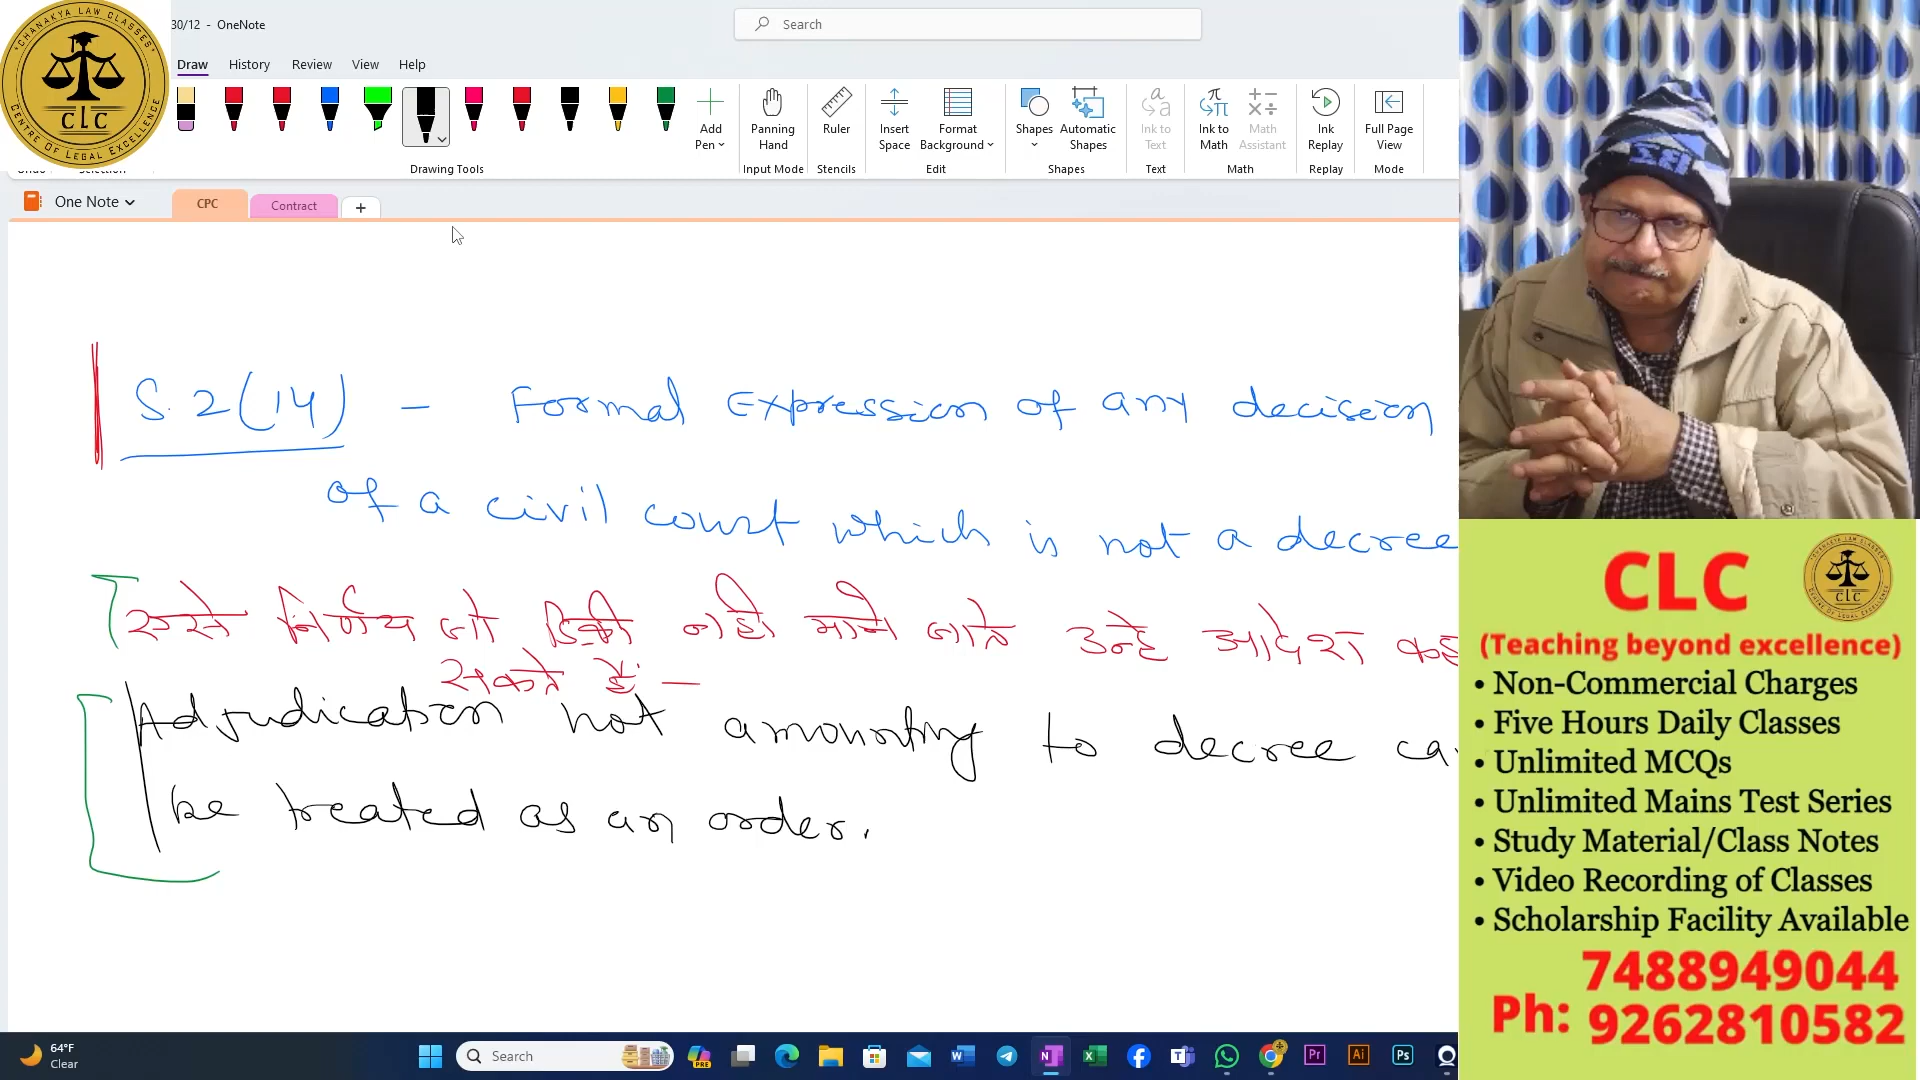 CHANAKYA LAW CLASSES
CLC
CENTRE OF LEGAL EXCELLENCE
30/12 - OneNote
Search
Draw
History
Review
View
Help
Add Pen
Panning Hand
Ruler
Insert Space
Format Background
Shapes
Automatic Shapes
Ink to Text
Ink to Math
Math Assistant
Ink Replay
Full Page View
Drawing Tools
Input Mode
Stencils
Edit
Shapes
Text
Math
Replay
Mode
One Note
CPC
Contract
S. 2(14) - Formal Expression of any decision
of a civil court which is not a decree
निर्णय जो डिक्री नही माने जाते उन्हे आदेश कह
सकते हैं —
Adjudication not amounting to decree ca
be treated as an order.
CLC
(Teaching beyond excellence)
• Non-Commercial Charges
• Five Hours Daily Classes
• Unlimited MCQs
• Unlimited Mains Test Series
• Study Material/Class Notes
• Video Recording of Classes
• Scholarship Facility Available
7488949044
Ph: 9262810582
64°F
Clear
Search